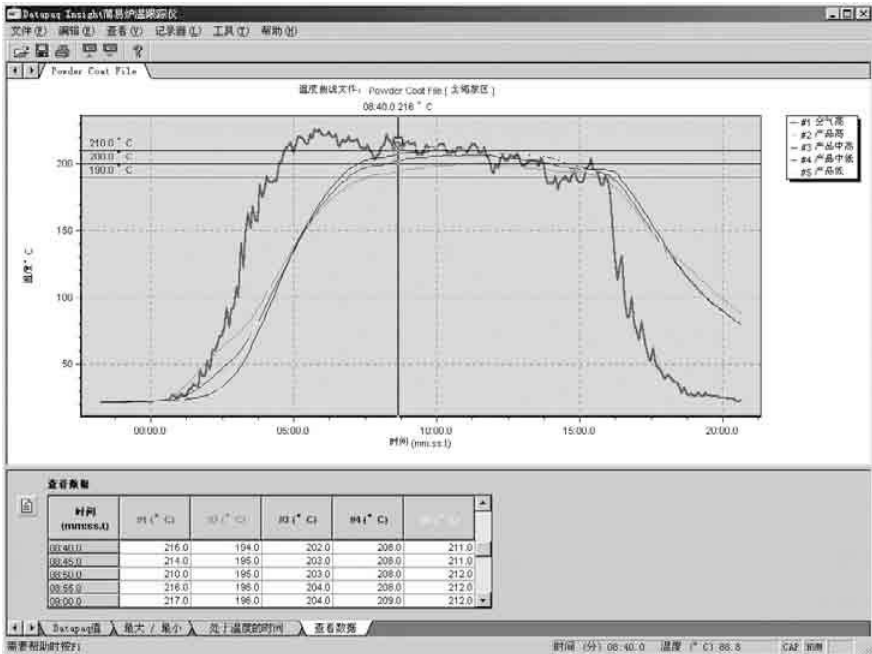 Datapaq Insight简易炉温跟踪仪
文件(F) 编辑(E) 查看(V) 记录器(L) 工具(T) 帮助(H)
Powder Coat File
温度曲线文件: Powder Coat File [
08:40.0 216 ° C
#1 空气高
#2 产品高
#3 产品中高
#4 产品中低
#5 产品低
210.0 ° C
200.0 ° C
190.0 ° C
200
150
100
50
温度 ° C
00:00.0 05:00.0 10:00.0 15:00.0 20:00.0
时间 (mm:ss.t)
查看数据
时间 (mm:ss.t) #1 (° C) #3 (° C) #4 (° C)
08:40.0 216.0 194.0 202.0 208.0 211.0
08:45.0 214.0 195.0 203.0 208.0 211.0
08:50.0 210.0 195.0 203.0 208.0 212.0
08:55.0 216.0 196.0 204.0 208.0 212.0
09:00.0 217.0 196.0 204.0 209.0 212.0
Datapaq值 最大 / 最小 处于温度的时间 查看数据
需要帮助时按F1 时间 (分) 08:40.0 温度 (° C) 88.8 CAP NUM